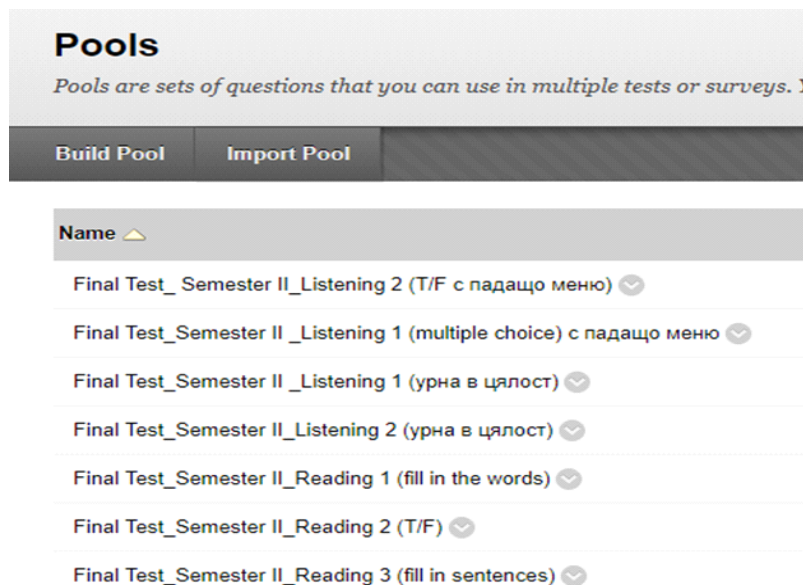 Pools
Pools are sets of questions that you can use in multiple tests or surveys.
Build Pool Import Pool
Name
Final Test_ Semester II_Listening 2 (T/F с падащо меню)
Final Test_Semester II _Listening 1 (multiple choice) с падащо меню
Final Test_Semester II _Listening 1 (урна в цялост)
Final Test_Semester II_Listening 2 (урна в цялост)
Final Test_Semester II_Reading 1 (fill in the words)
Final Test_Semester II_Reading 2 (T/F)
Final Test_Semester II_Reading 3 (fill in sentences)